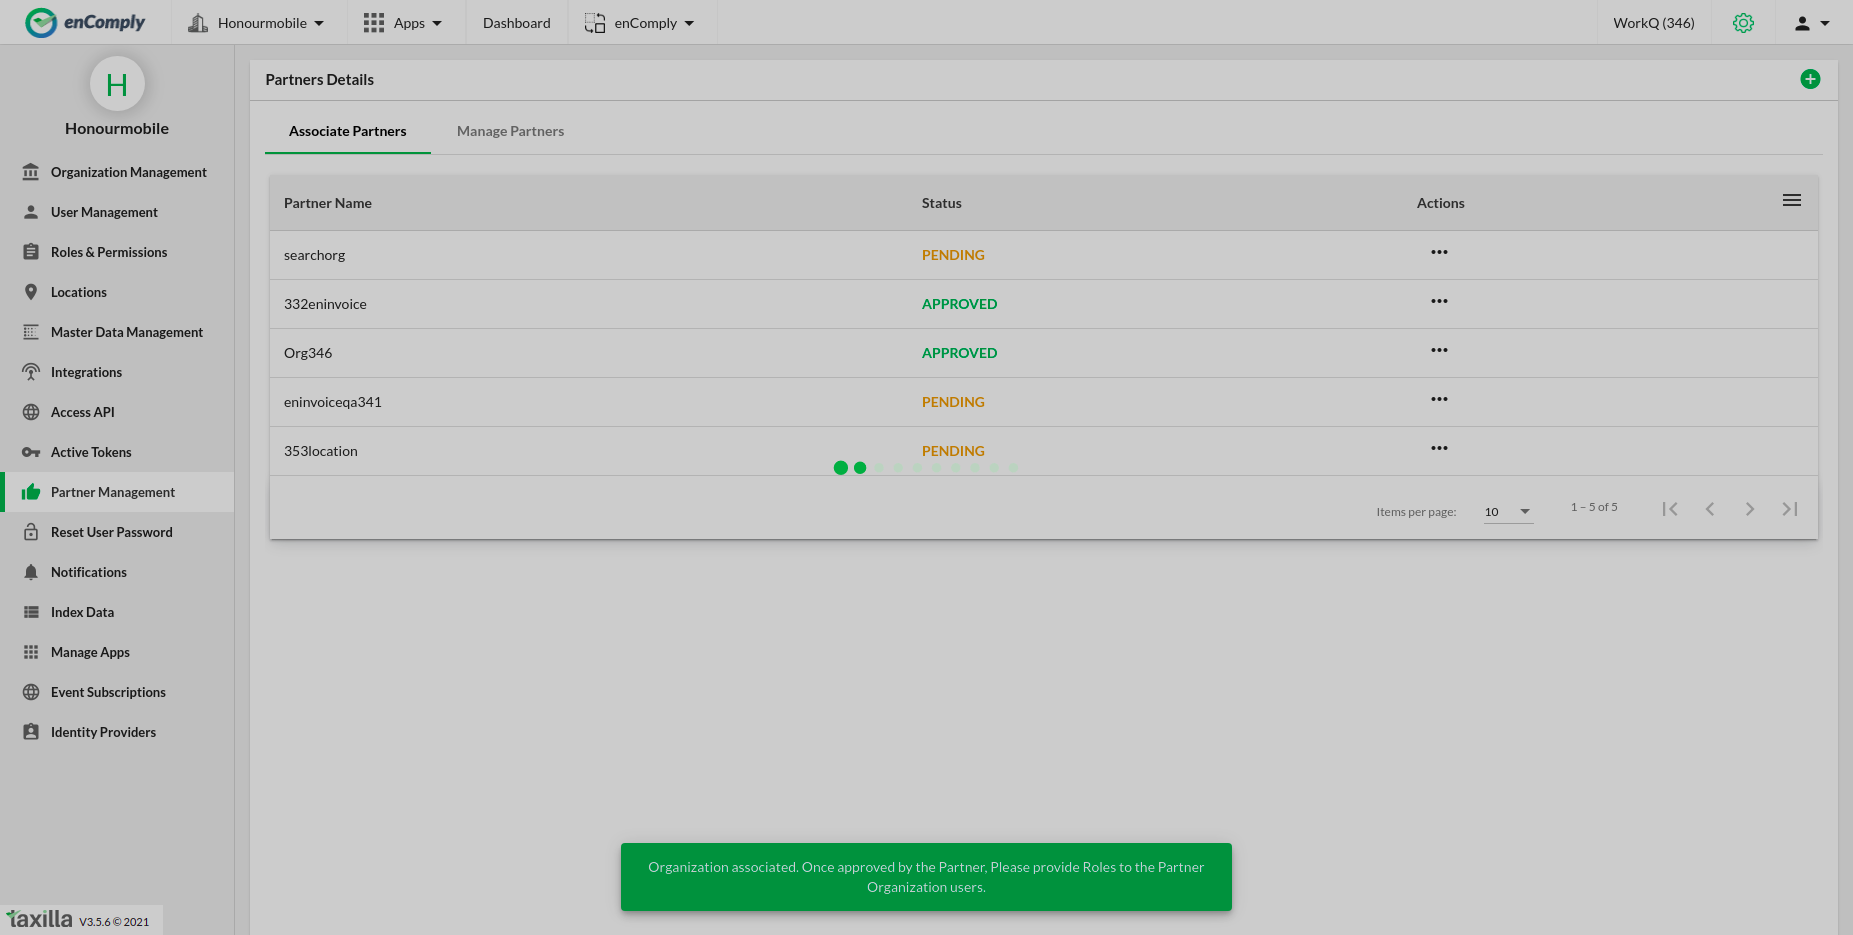 enComply
Honourmobile
Apps
Dashboard
enComply
WorkQ (346)
H
Honourmobile
Organization Management
User Management
Roles & Permissions
Locations
Master Data Management
Integrations
Access API
Active Tokens
Partner Management
Reset User Password
Notifications
Index Data
Manage Apps
Event Subscriptions
Identity Providers
taxilla V3.5.6 © 2021
Partners Details
Associate Partners Manage Partners
Partner Name Status Actions
searchorg PENDING
332eninvoice APPROVED
Org346 APPROVED
eninvoiceqa341 PENDING
353location PENDING
Items per page: 10 1 – 5 of 5
Organization associated. Once approved by the Partner, Please provide Roles to the Partner
Organization users.